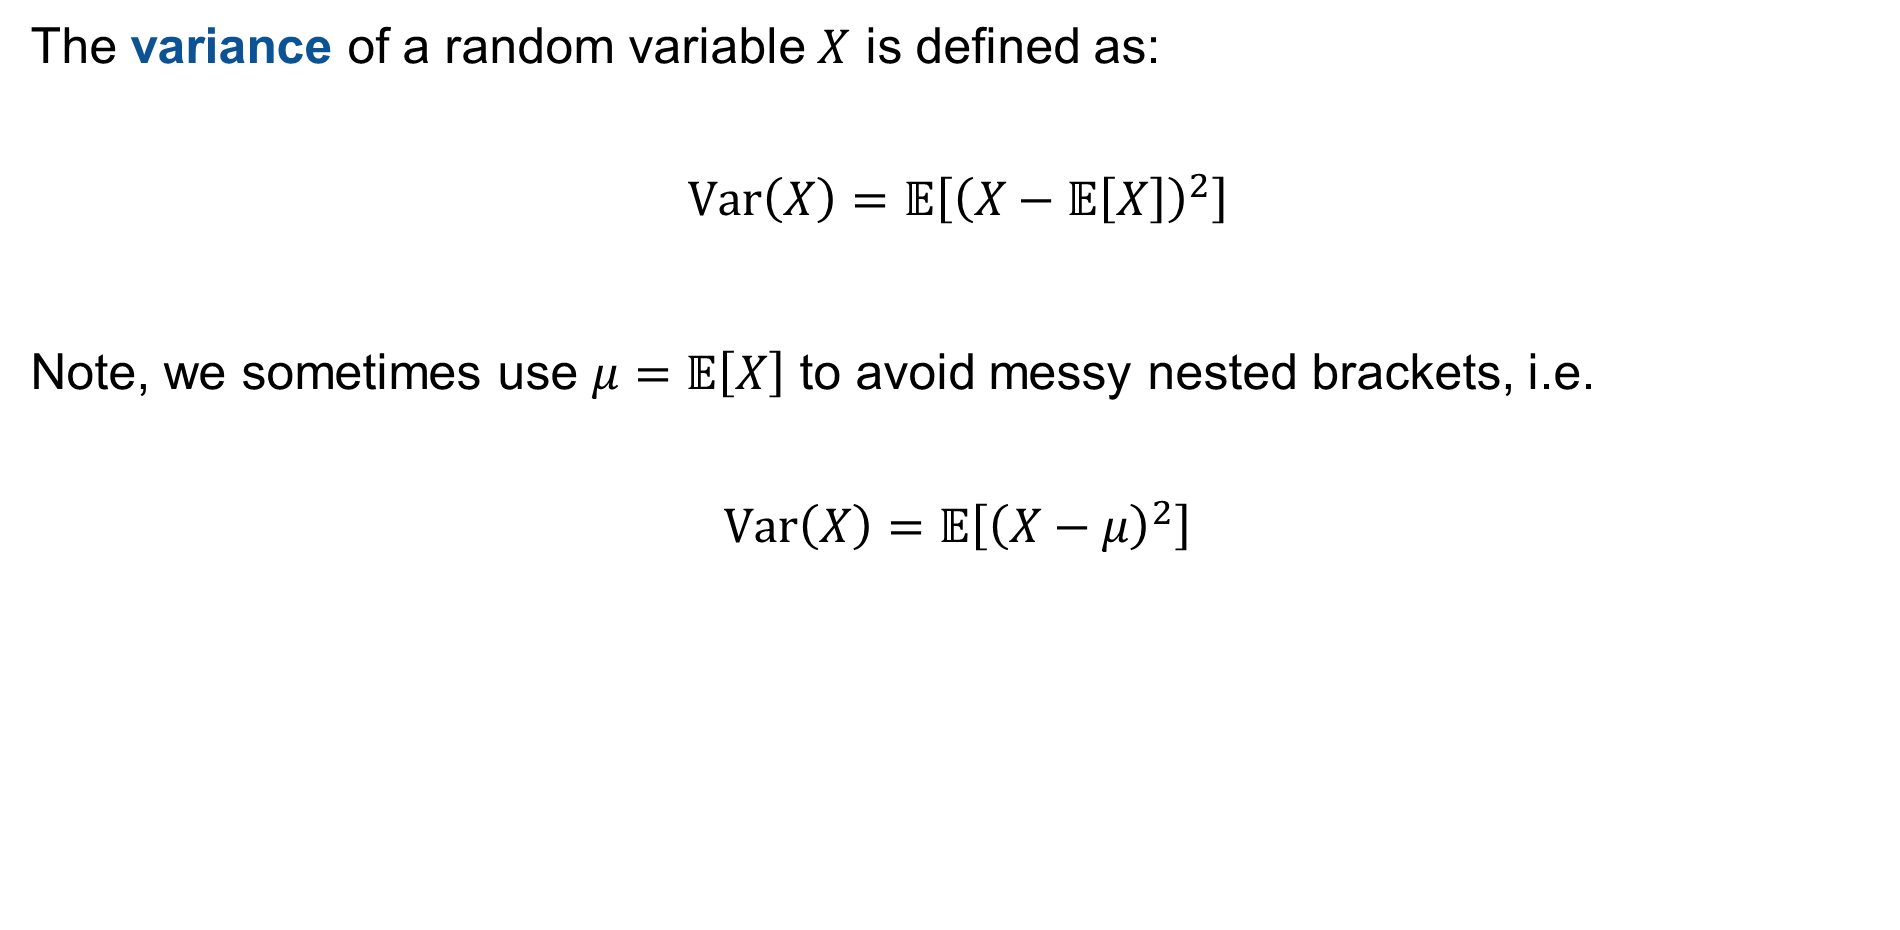 The variance of a random variable X is defined as:
Var(X) = 𝔼[(X − 𝔼[X])²]
Note, we sometimes use μ = 𝔼[X] to avoid messy nested brackets, i.e.
Var(X) = 𝔼[(X − μ)²]